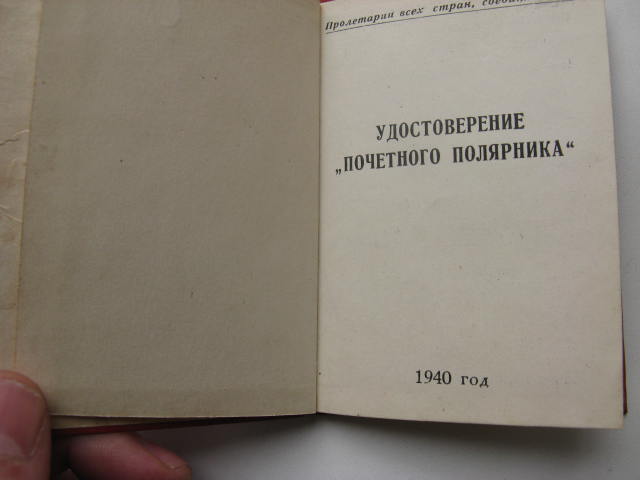 Пролетарии всех стран,
УДОСТОВЕРЕНИЕ
„ПОЧЕТНОГО ПОЛЯРНИКА“
1940 год